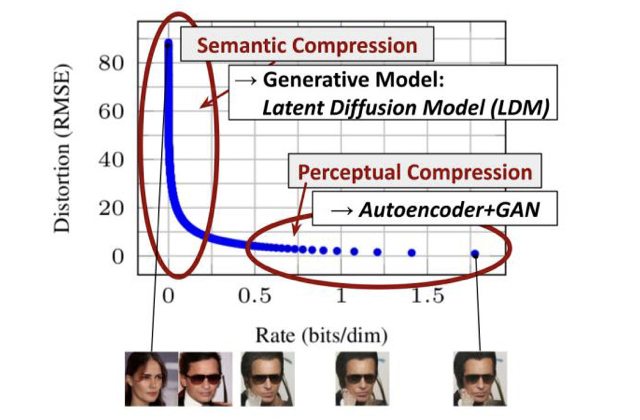 Semantic Compression
→ Generative Model:
Latent Diffusion Model (LDM)
Perceptual Compression
→ Autoencoder+GAN
Distortion (RMSE)
80
60
40
20
0
0
0.5
1
1.5
Rate (bits/dim)